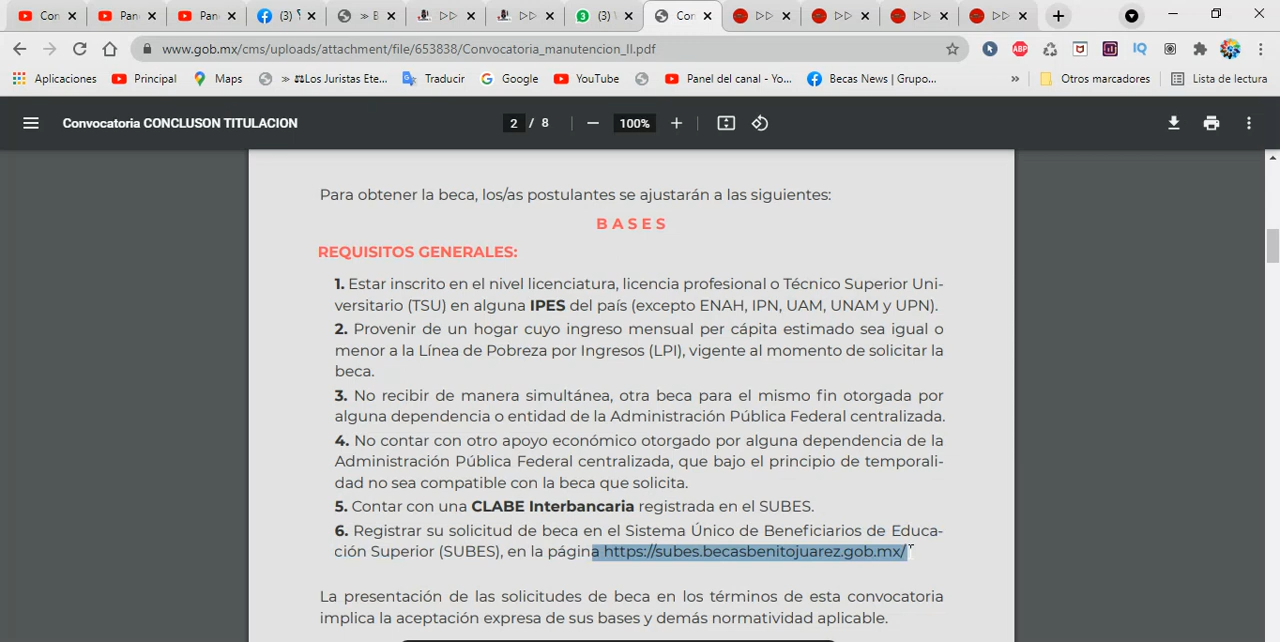 Con
Pan
Pan
(3) Y
» B
▷▷
▷▷
(3) \
Con
▷▷
▷▷
▷▷
▷▷
www.gob.mx/cms/uploads/attachment/file/653838/Convocatoria_manutencion_II.pdf
ABP
IQ
Aplicaciones
Principal
Maps
» ⚖Los Juristas Ete...
Traducir
Google
YouTube
Panel del canal - Yo...
Becas News | Grupo...
»
Otros marcadores
Lista de lectura
Convocatoria CONCLUSON TITULACION
2 / 8
100%
Para obtener la beca, los/as postulantes se ajustarán a las siguientes:
B A S E S
REQUISITOS GENERALES:
1. Estar inscrito en el nivel licenciatura, licencia profesional o Técnico Superior Uni-
versitario (TSU) en alguna IPES del país (excepto ENAH, IPN, UAM, UNAM y UPN).
2. Provenir de un hogar cuyo ingreso mensual per cápita estimado sea igual o
menor a la Línea de Pobreza por Ingresos (LPI), vigente al momento de solicitar la
beca.
3. No recibir de manera simultánea, otra beca para el mismo fin otorgada por
alguna dependencia o entidad de la Administración Pública Federal centralizada.
4. No contar con otro apoyo económico otorgado por alguna dependencia de la
Administración Pública Federal centralizada, que bajo el principio de temporali-
dad no sea compatible con la beca que solicita.
5. Contar con una CLABE Interbancaria registrada en el SUBES.
6. Registrar su solicitud de beca en el Sistema Único de Beneficiarios de Educa-
ción Superior (SUBES), en la página https://subes.becasbenitojuarez.gob.mx/
La presentación de las solicitudes de beca en los términos de esta convocatoria
implica la aceptación expresa de sus bases y demás normatividad aplicable.